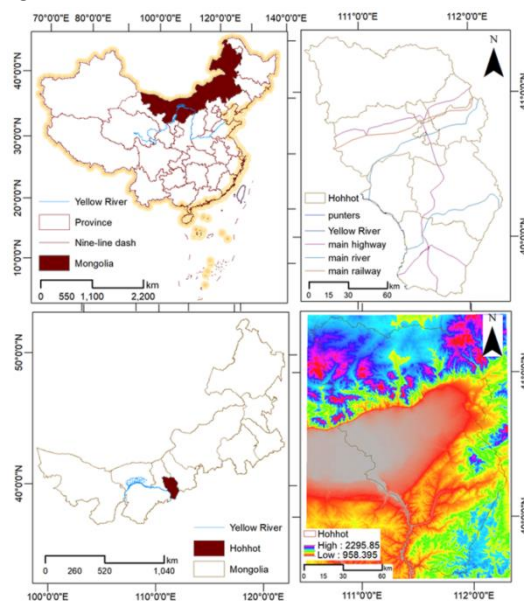 70°0'0"E 80°0'0"E 100°0'0"E 120°0'0"E
40°0'0"N
30°0'0"N
20°0'0"N
10°0'0"N
Yellow River
Province
Nine-line dash
Mongolia
km
0 550 1,100 2,200
111°0'0"E 112°0'0"E
N
41°0'0"N
40°0'0"N
Hohhot
punters
Yellow River
main highway
main river
main railway
km
0 15 30 60
50°0'0"N
40°0'0"N
Yellow River
Hohhot
Mongolia
km
0 260 520 1,040
100°0'0"E 110°0'0"E 120°0'0"E
N
Hohhot
High : 2295.85
Low : 958.395
km
0 15 30 60
111°0'0"E 112°0'0"E